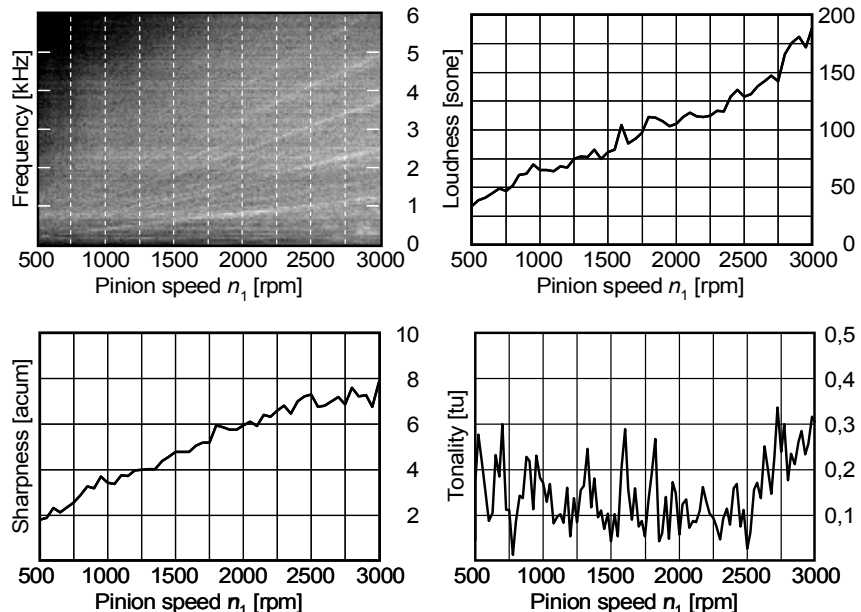 Frequency [kHz]
6
5
4
3
2
1
0
500 1000 1500 2000 2500 3000
Pinion speed n₁ [rpm]
Loudness [sone]
200
150
100
50
0
500 1000 1500 2000 2500 3000
Pinion speed n₁ [rpm]
Sharpness [acum]
10
8
6
4
2
500 1000 1500 2000 2500 3000
Pinion speed n₁ [rpm]
Tonality [tu]
0,5
0,4
0,3
0,2
0,1
500 1000 1500 2000 2500 3000
Pinion speed n₁ [rpm]